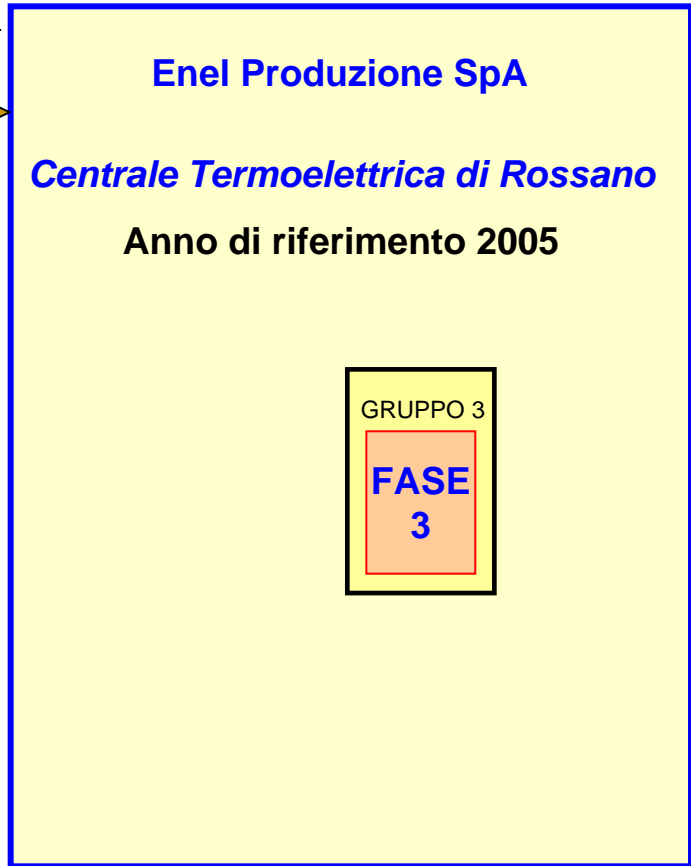 Enel Produzione SpA
Centrale Termoelettrica di Rossano
Anno di riferimento 2005
GRUPPO 3
FASE
3